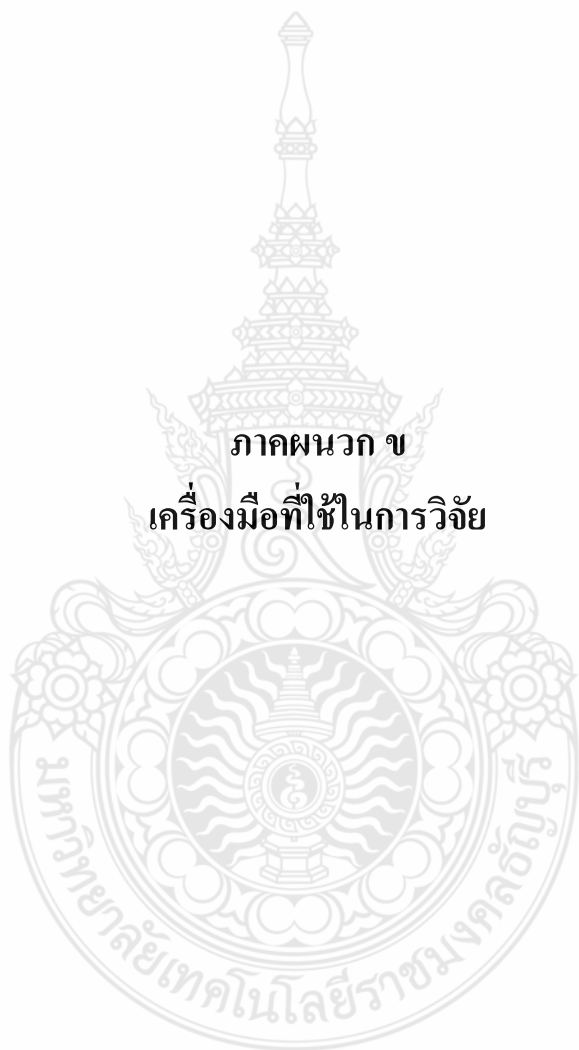 ภาคผนวก ข
เครื่องมือที่ใช้ในการวิจัย
มหาวิทยาลัยเทคโนโลยีราชมงคลธัญบุรี